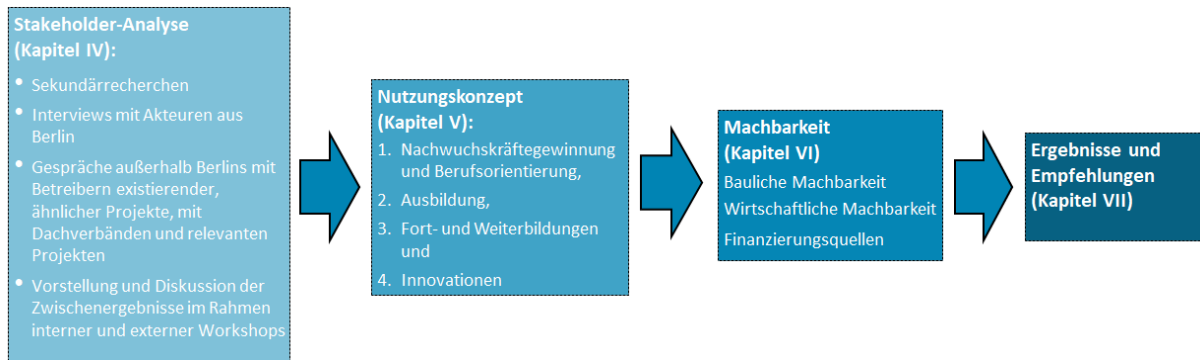 Stakeholder-Analyse
(Kapitel IV):
• Sekundärrecherchen
• Interviews mit Akteuren aus
Berlin
• Gespräche außerhalb Berlins mit
Betreibern existierender,
ähnlicher Projekte, mit
Dachverbänden und relevanten
Projekten
• Vorstellung und Diskussion der
Zwischenergebnisse im Rahmen
interner und externer Workshops
Nutzungskonzept
(Kapitel V):
1. Nachwuchskräftegewinnung
und Berufsorientierung,
2. Ausbildung,
3. Fort- und Weiterbildungen
und
4. Innovationen
Machbarkeit
(Kapitel VI)
Bauliche Machbarkeit
Wirtschaftliche Machbarkeit
Finanzierungsquellen
Ergebnisse und
Empfehlungen
(Kapitel VII)